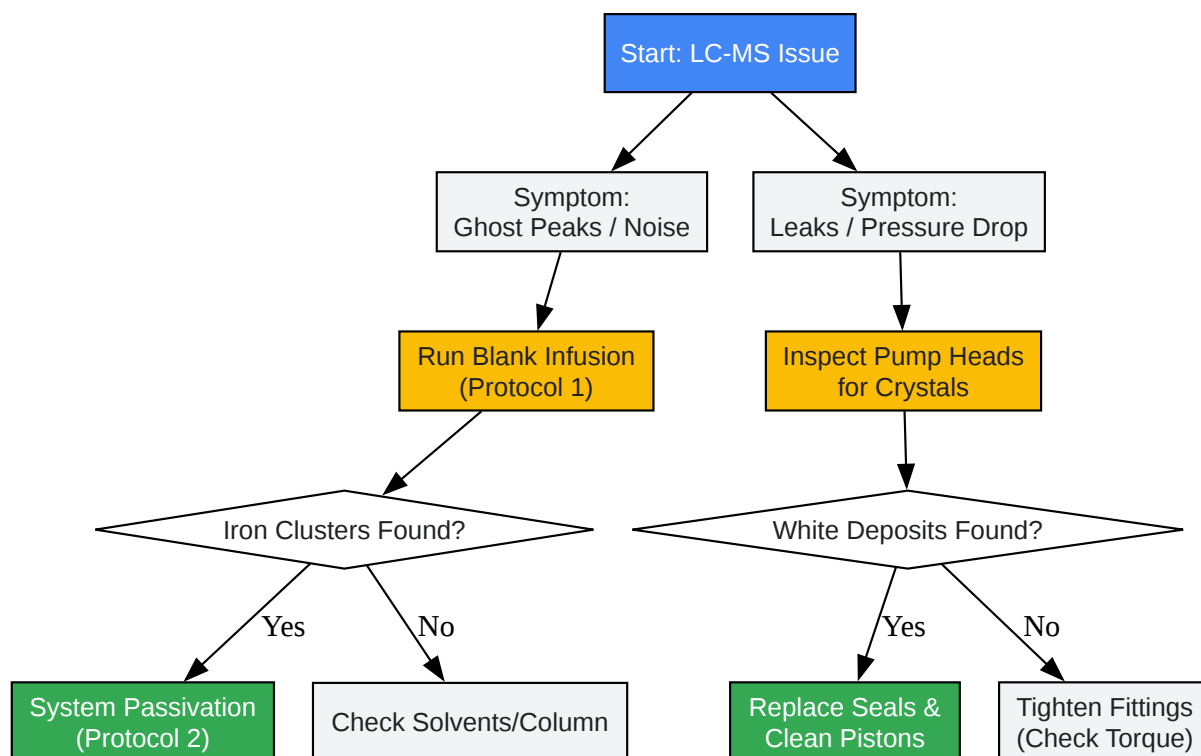 Start: LC-MS Issue
Symptom:
Ghost Peaks / Noise
Symptom:
Leaks / Pressure Drop
Run Blank Infusion
(Protocol 1)
Inspect Pump Heads
for Crystals
Iron Clusters Found?
White Deposits Found?
Yes
No
Yes
No
System Passivation
(Protocol 2)
Check Solvents/Column
Replace Seals &
Clean Pistons
Tighten Fittings
(Check Torque)